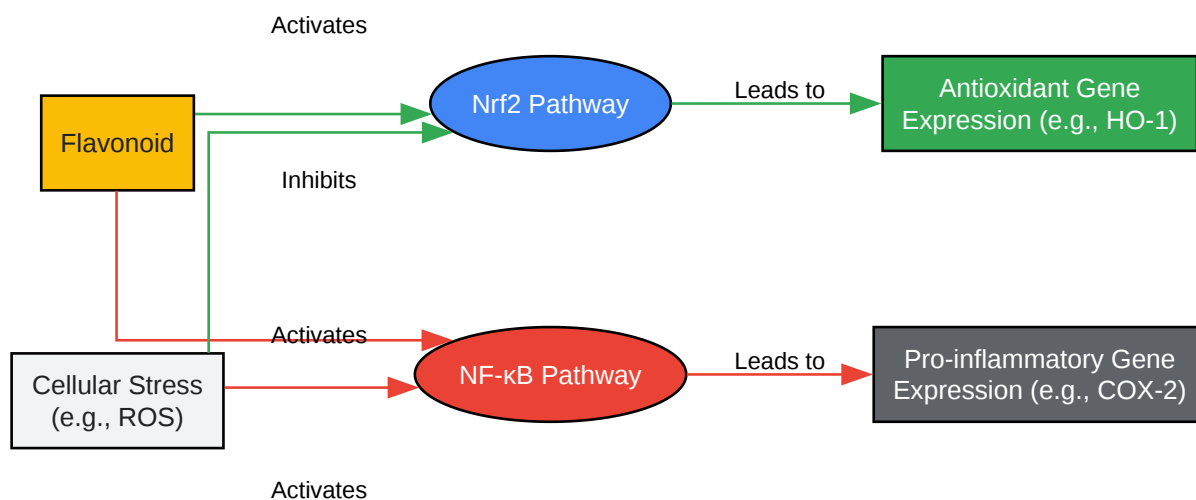 Activates
Nrf2 Pathway
Leads to
Antioxidant Gene
Expression (e.g., HO-1)
Flavonoid
Inhibits
Activates
NF-κB Pathway
Leads to
Pro-inflammatory Gene
Expression (e.g., COX-2)
Cellular Stress
(e.g., ROS)
Activates